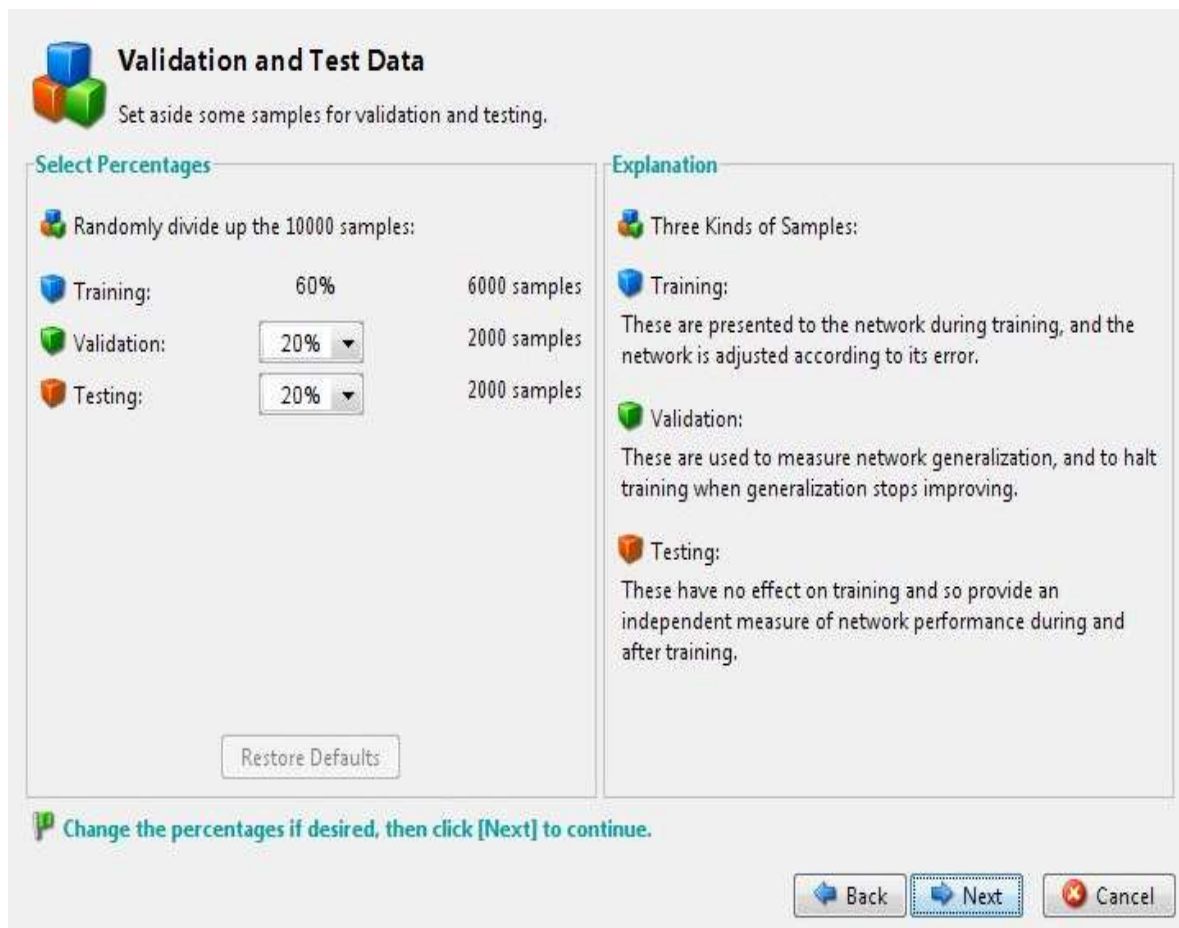 Validation and Test Data
Set aside some samples for validation and testing.
Select Percentages
Randomly divide up the 10000 samples:
Training: 60% 6000 samples
Validation: 20% 2000 samples
Testing: 20% 2000 samples
Restore Defaults
Explanation
Three Kinds of Samples:
Training:
These are presented to the network during training, and the
network is adjusted according to its error.
Validation:
These are used to measure network generalization, and to halt
training when generalization stops improving.
Testing:
These have no effect on training and so provide an
independent measure of network performance during and
after training.
Change the percentages if desired, then click [Next] to continue.
Back Next Cancel